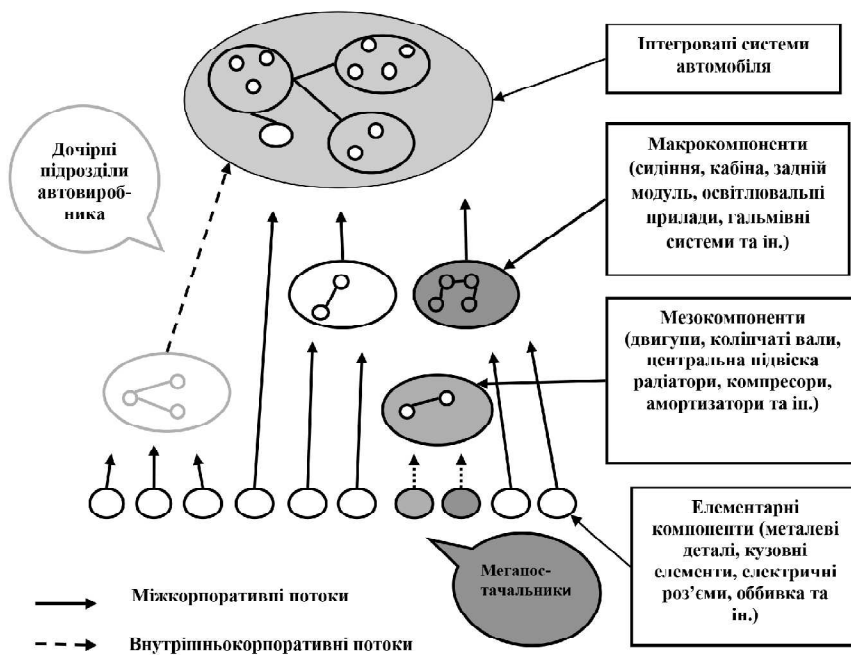 Інтегровані системи
автомобіля
Дочірні
підрозділи
автовироб-
ника
Макрокомпоненти
(сидіння, кабіна, задній
модуль, освітлювальні
прилади, гальмівні
системи та ін.)
Мезокомпоненти
(двигуни, колінчаті вали,
центральна підвіска
радіатори, компресори,
амортизатори та ін.)
Елементарні
компоненти (металеві
деталі, кузовні
елементи, електричні
роз’єми, оббивка та
ін.)
Мегапос-
тачальники
Міжкорпоративні потоки
Внутрішньокорпоративні потоки